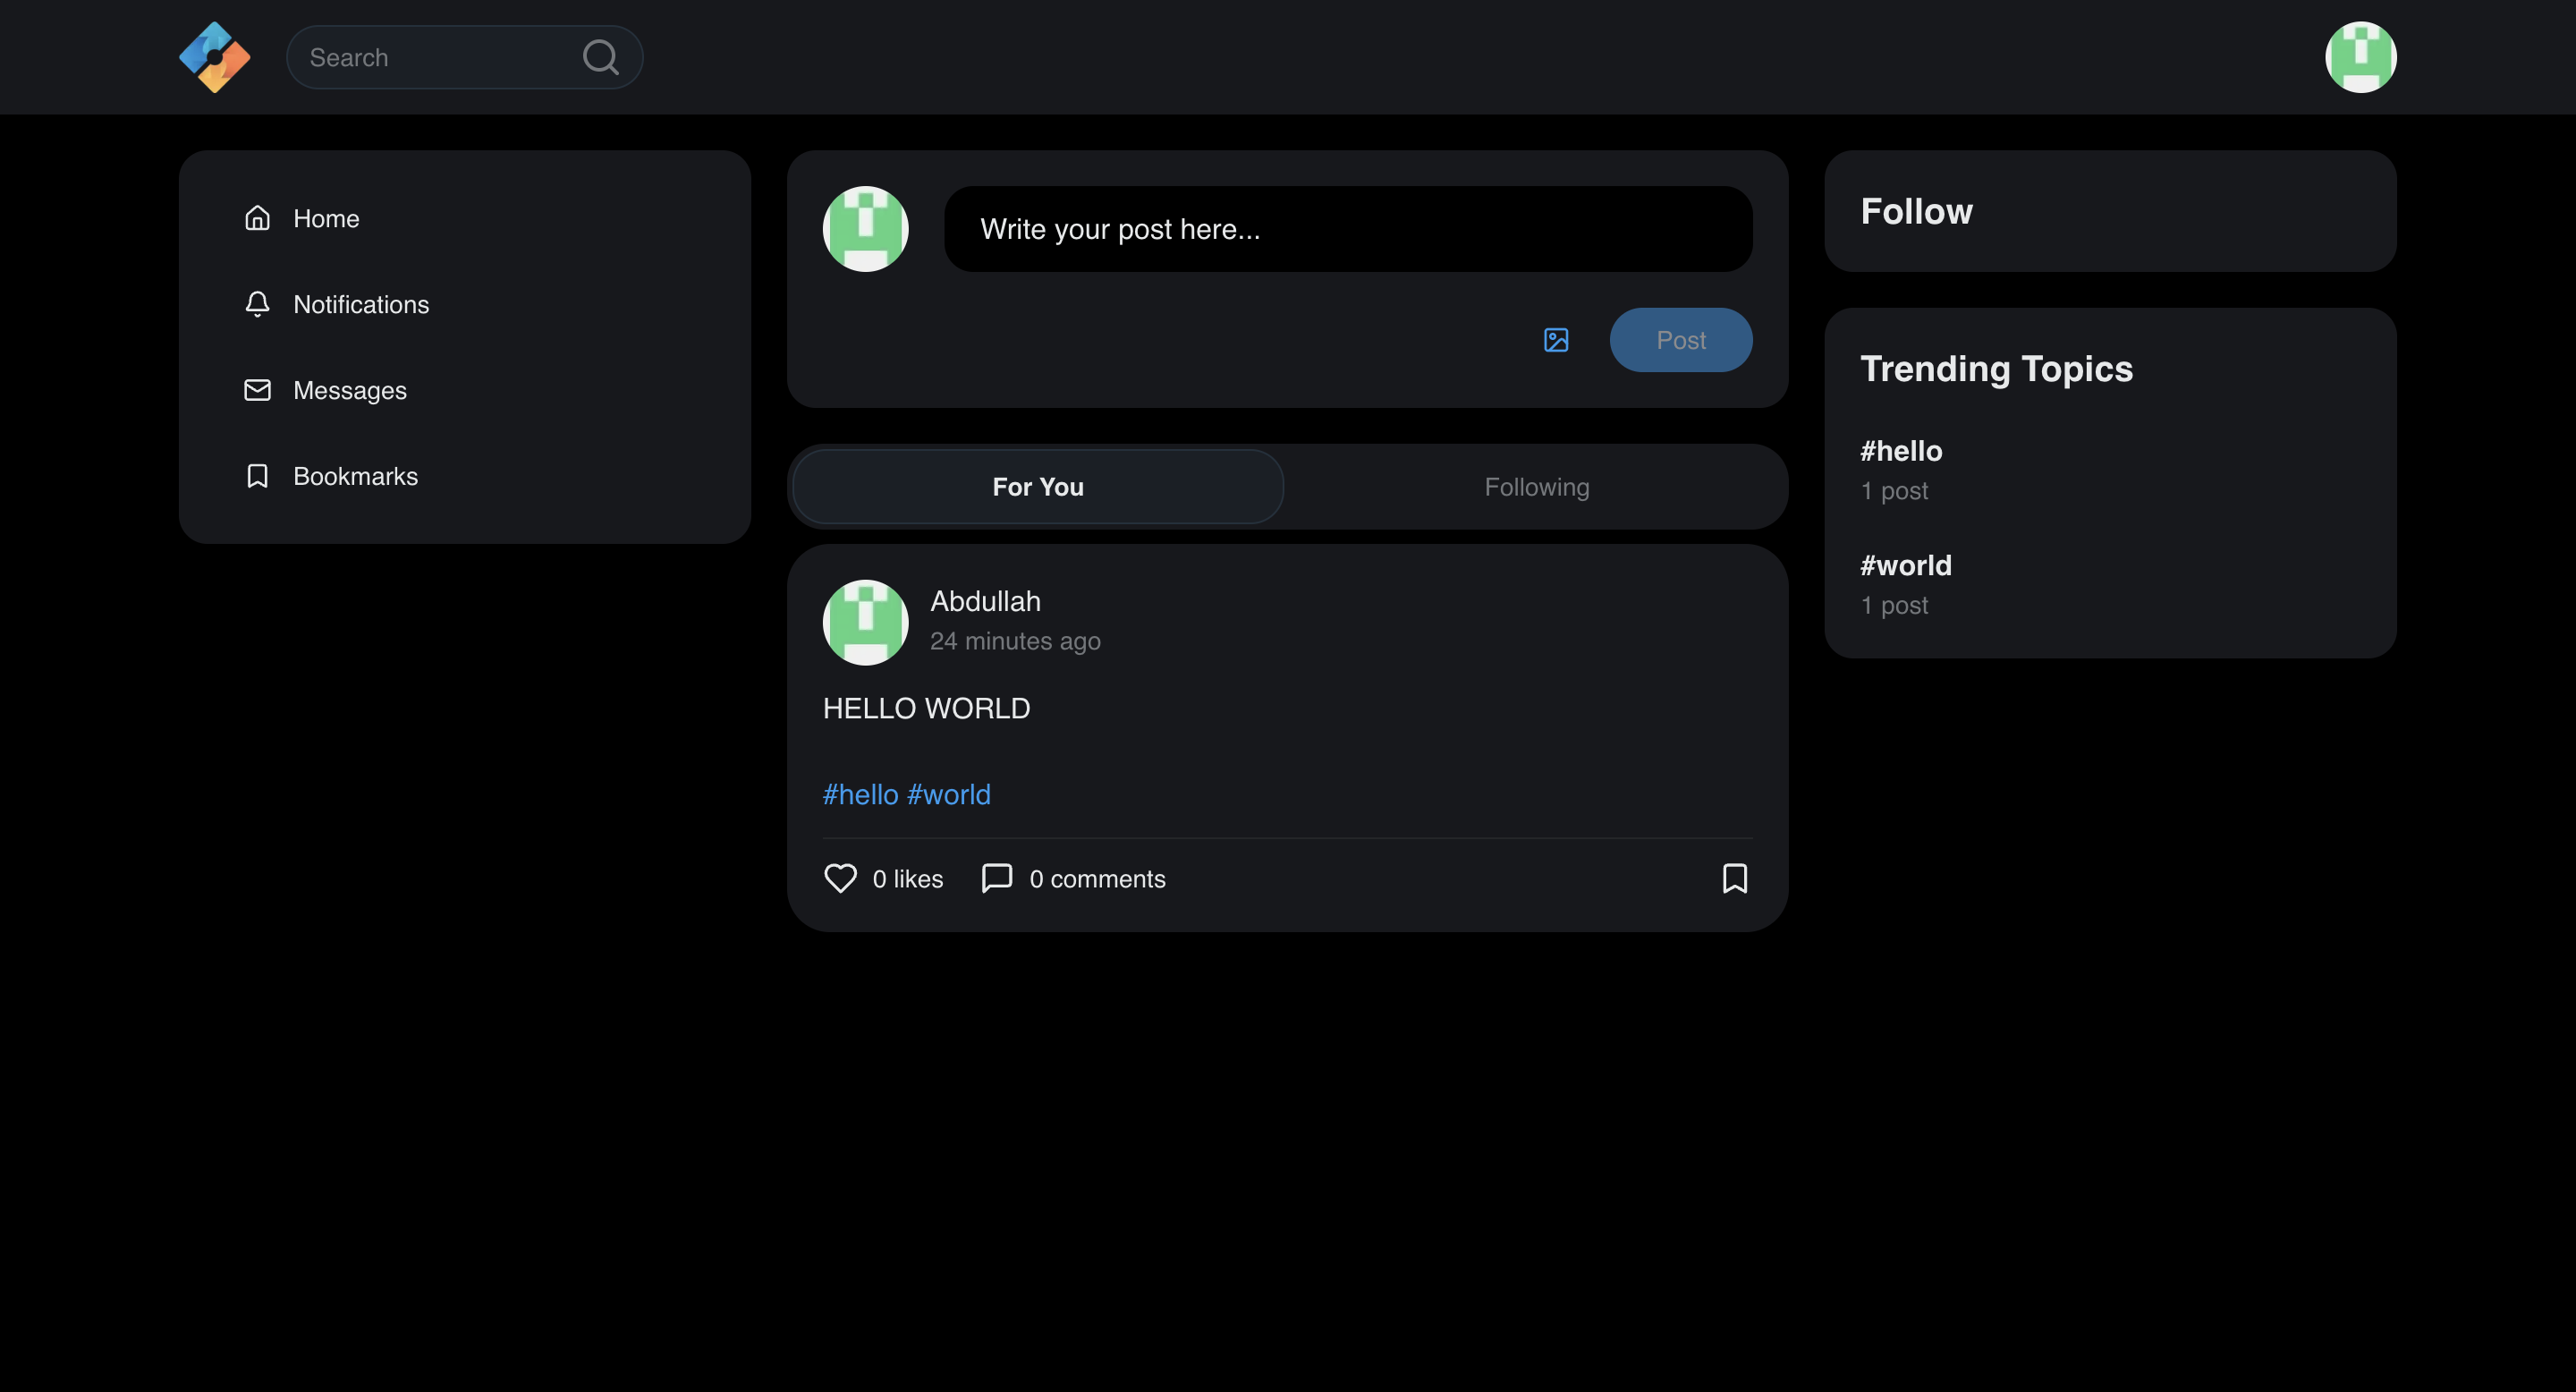 Search
Home
Notifications
Messages
Bookmarks
Write your post here...
Post
For You
Following
Abdullah
24 minutes ago
HELLO WORLD
#hello #world
0 likes
0 comments
Follow
Trending Topics
#hello
1 post
#world
1 post